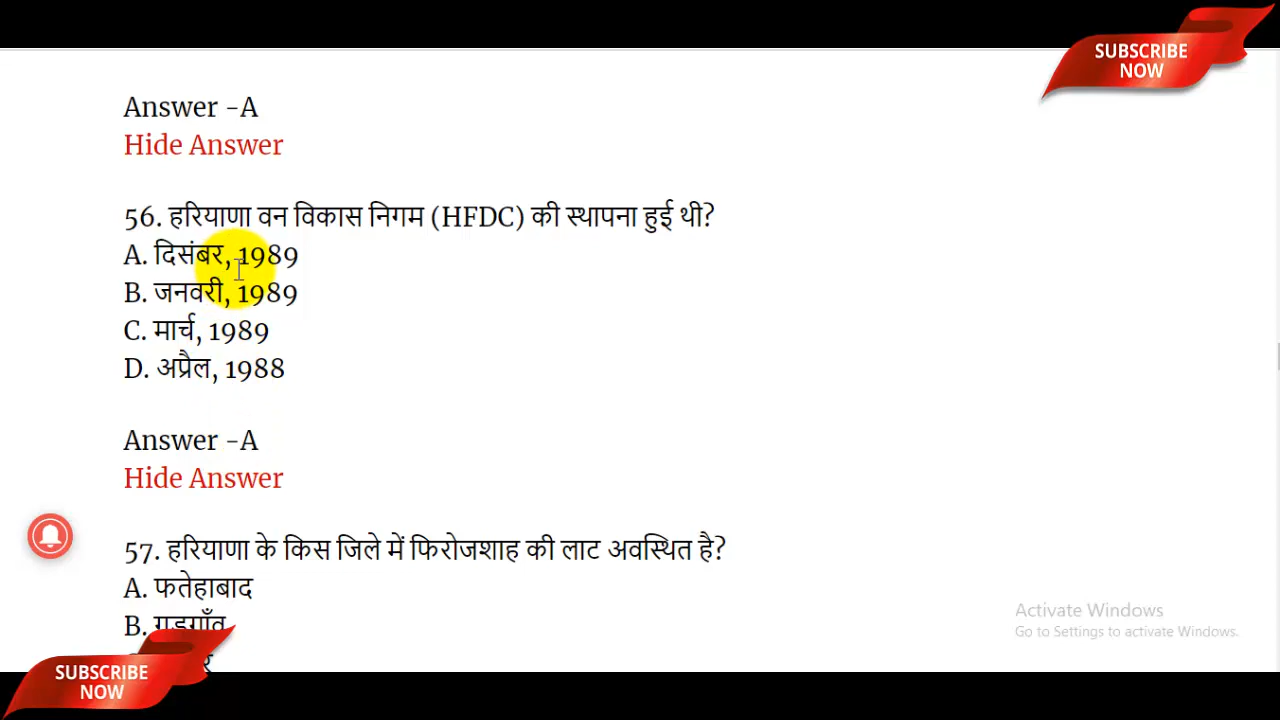 SUBSCRIBE
NOW
Answer -A
Hide Answer
56. हरियाणा वन विकास निगम (HFDC) की स्थापना हुई थी?
A. दिसंबर, 1989
B. जनवरी, 1989
C. मार्च, 1989
D. अप्रैल, 1988
Answer -A
Hide Answer
57. हरियाणा के किस जिले में फिरोजशाह की लाट अवस्थित है?
A. फतेहाबाद
B. गुड़गाँव
Activate Windows
Go to Settings to activate Windows.
SUBSCRIBE
NOW